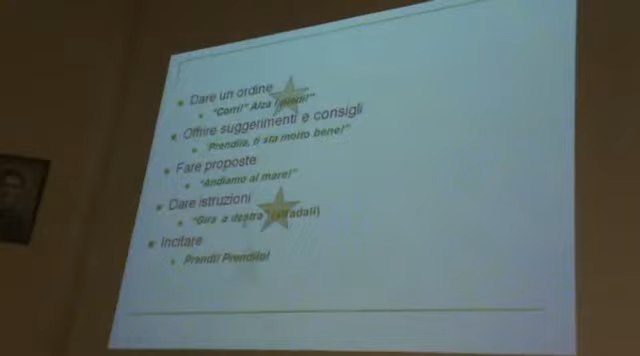 Dare un ordine
"Corri!" Alza
Offrire suggerimenti e consigli
"Prendila, ti sta molto bene!"
Fare proposte
"Andiamo al mare!"
Dare istruzioni
"Gira a destra" (stradali)
Incitare
Prendi! Prendilo!